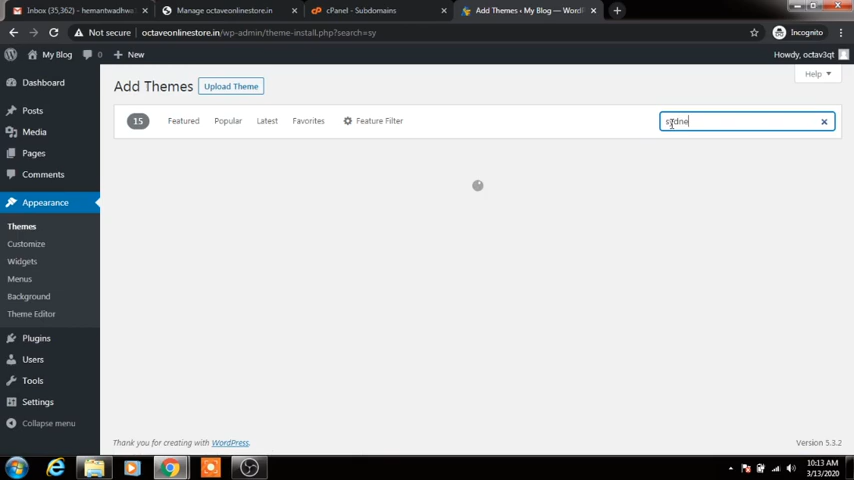 Inbox (35,362) - hemantwadhwa
Manage octaveonlinestore.in
cPanel - Subdomains
Add Themes ‹ My Blog — WordP
Not secure octaveonlinestore.in/wp-admin/theme-install.php?search=sy
Incognito
My Blog 0 New
Howdy, octav3qt
Dashboard
Posts
Media
Pages
Comments
Appearance
Themes
Customize
Widgets
Menus
Background
Theme Editor
Plugins
Users
Tools
Settings
Collapse menu
Help
Add Themes Upload Theme
15 Featured Popular Latest Favorites Feature Filter
sydne
Thank you for creating with WordPress.
Version 5.3.2
10:13 AM
3/13/2020